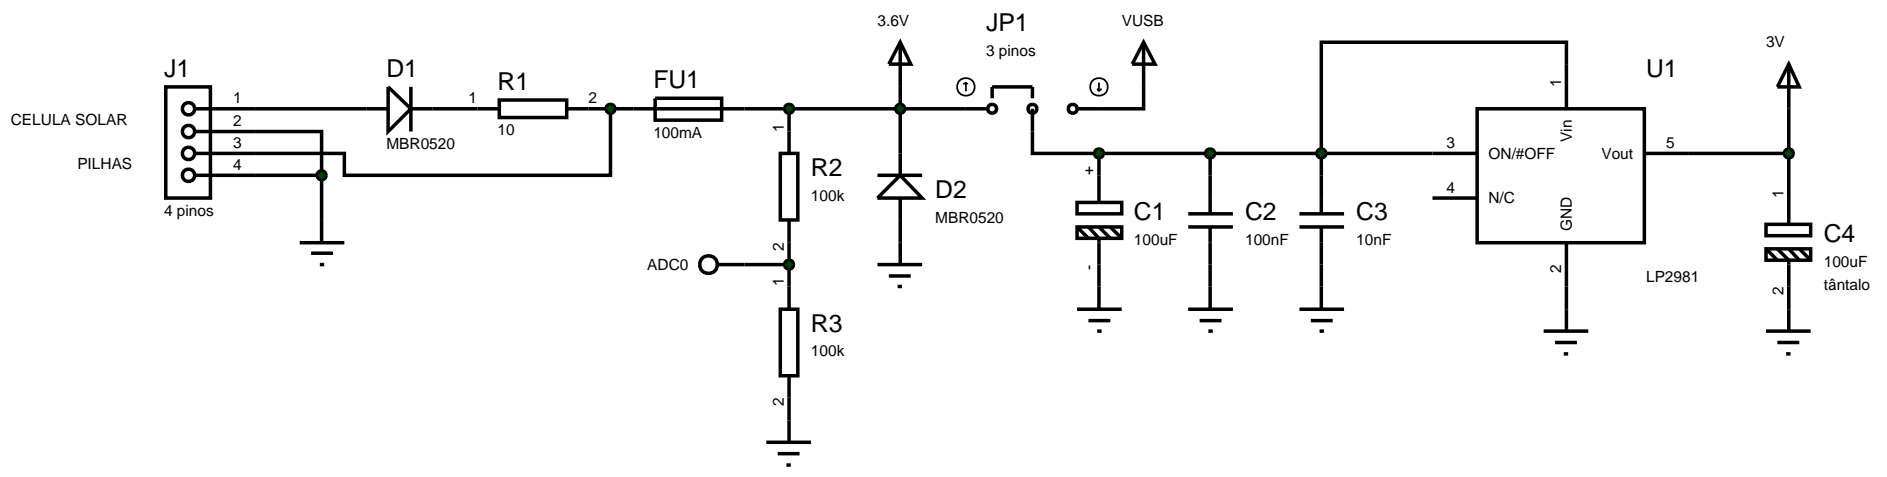 J1
1
2
3
4
CELULA SOLAR
PILHAS
4 pinos
D1
MBR0520
1
R1
2
10
FU1
100mA
3.6V
JP1
3 pinos
VUSB
1
R2
100k
2
ADC0
1
R3
100k
2
D2
MBR0520
+
C1
100uF
-
C2
100nF
C3
10nF
U1
1
Vin
3
ON/#OFF
Vout
5
4
N/C
GND
2
LP2981
3V
1
C4
100uF
tântalo
2